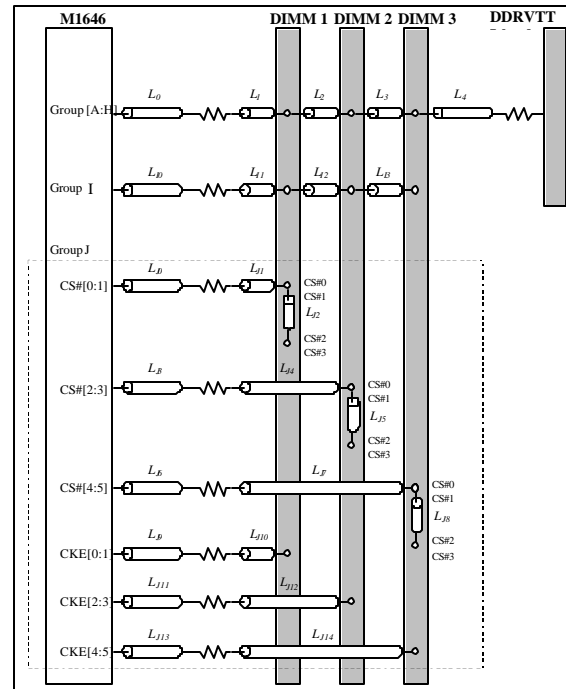 M1646 DIMM 1 DIMM 2 DIMM 3 DDRVTT
L0 L1 L2 L3 L4
Group [A:H]
LI0 LI1 LI2 LI3
Group I
Group J
LJ0 LJ1
CS#[0:1] CS#0
CS#1
LJ2
CS#2
CS#3
LJ3 LJ4
CS#[2:3] CS#0
CS#1
LJ5
CS#2
CS#3
LJ6 LJ7
CS#[4:5] CS#0
CS#1
LJ8
CS#2
CS#3
LJ9 LJ10
CKE[0:1]
LJ11 LJ12
CKE[2:3]
LJ13 LJ14
CKE[4:5]